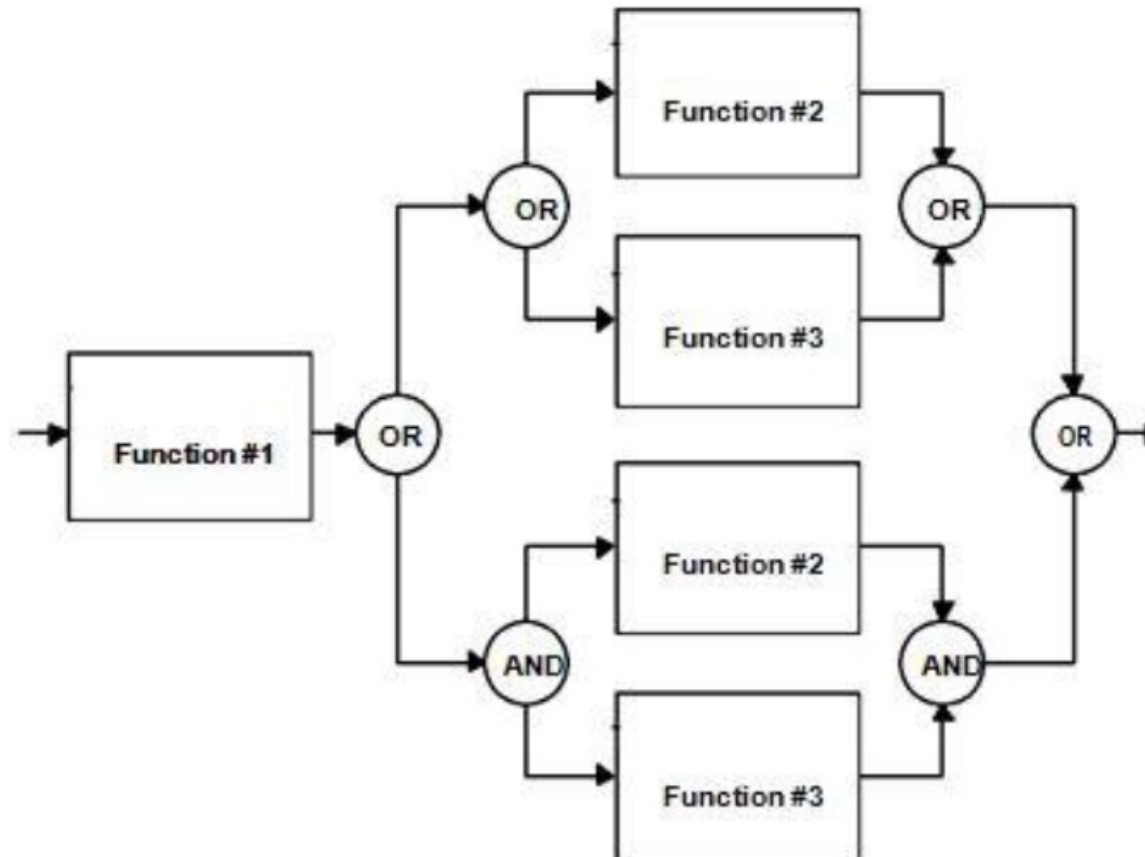 Function #2
OR
OR
Function #3
Function #1
OR
OR
Function #2
AND
AND
Function #3